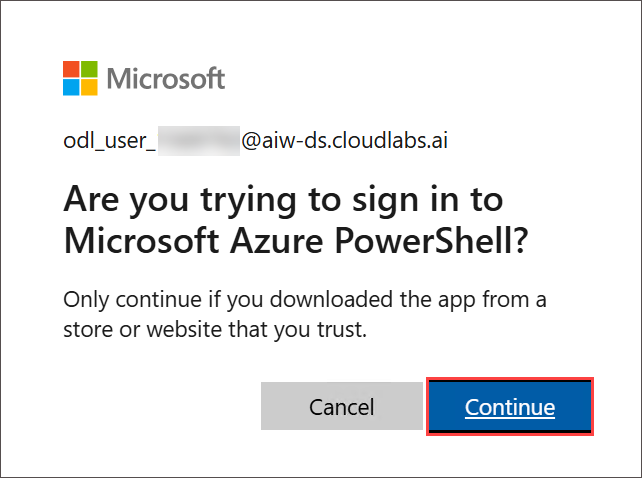 Microsoft
odl_user_ @aiw-ds.cloudlabs.ai
Are you trying to sign in to
Microsoft Azure PowerShell?
Only continue if you downloaded the app from a
store or website that you trust.
Cancel Continue